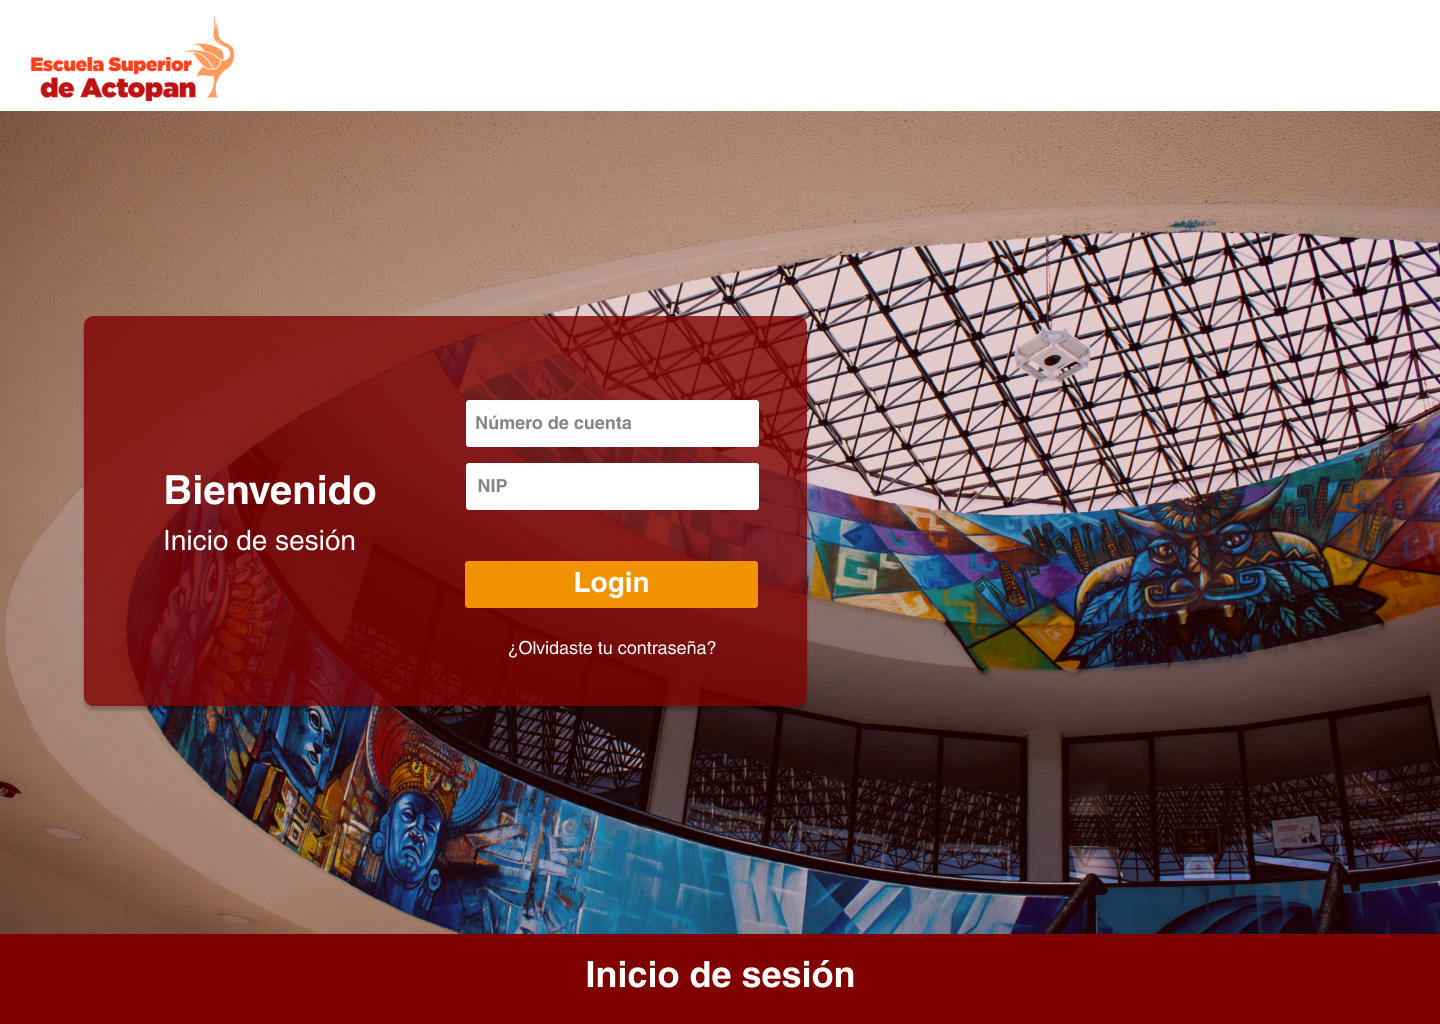 Escuela Superior
de Actopan
Bienvenido
Inicio de sesión
Número de cuenta
NIP
Login
¿Olvidaste tu contraseña?
Inicio de sesión